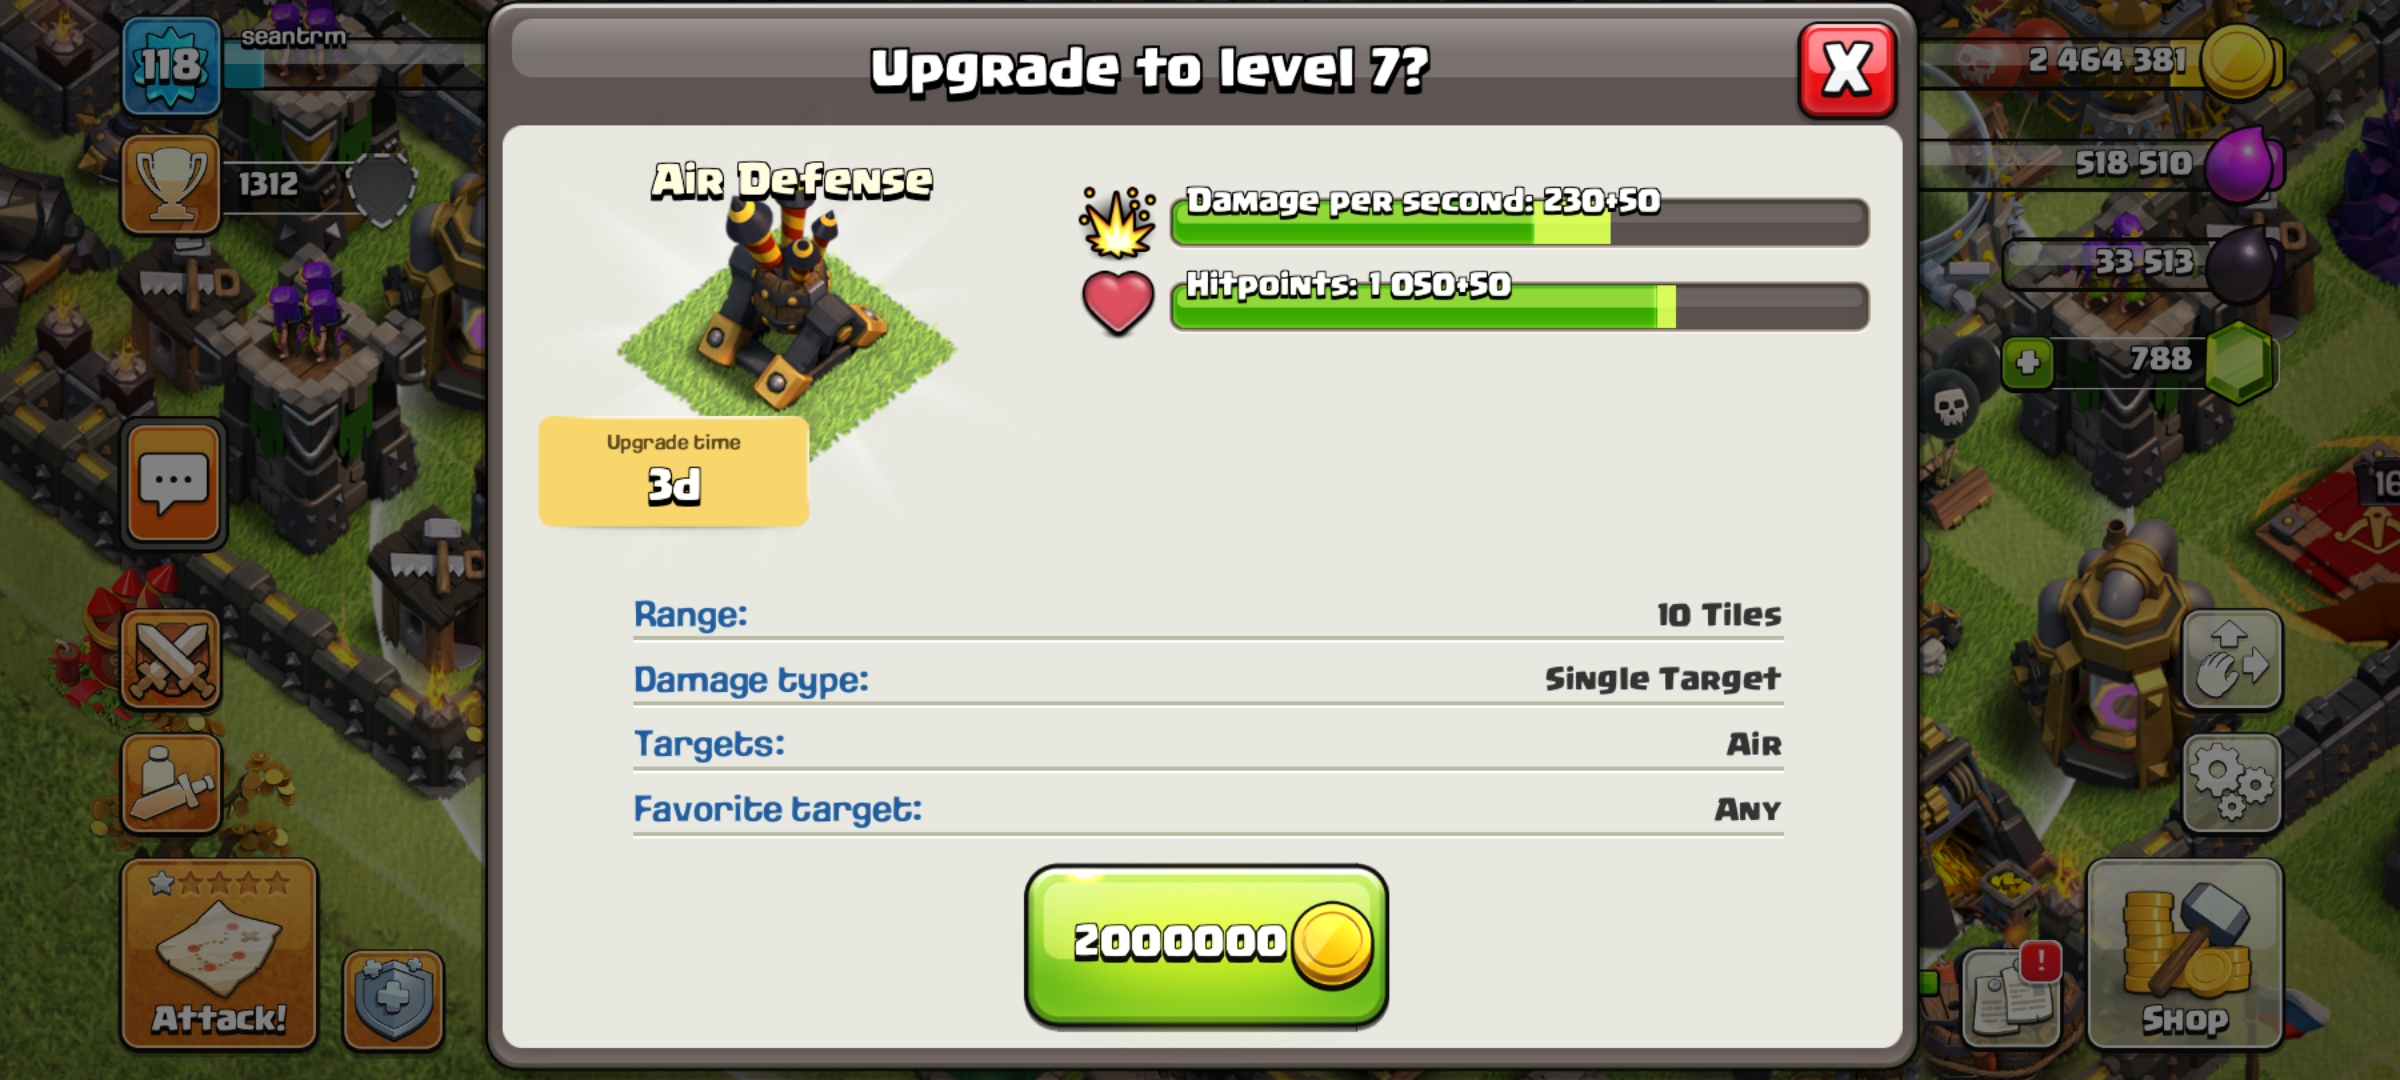 118
seantrm
Upgrade to level 7?
X
2 464 381
1312
Air Defense
Damage per second: 230+50
518 510
Hitpoints: 1 050+50
33 513
788
Upgrade time
3d
16
Range: 10 Tiles
Damage type: Single Target
Targets: Air
Favorite target: Any
2000000
Attack!
!
Shop